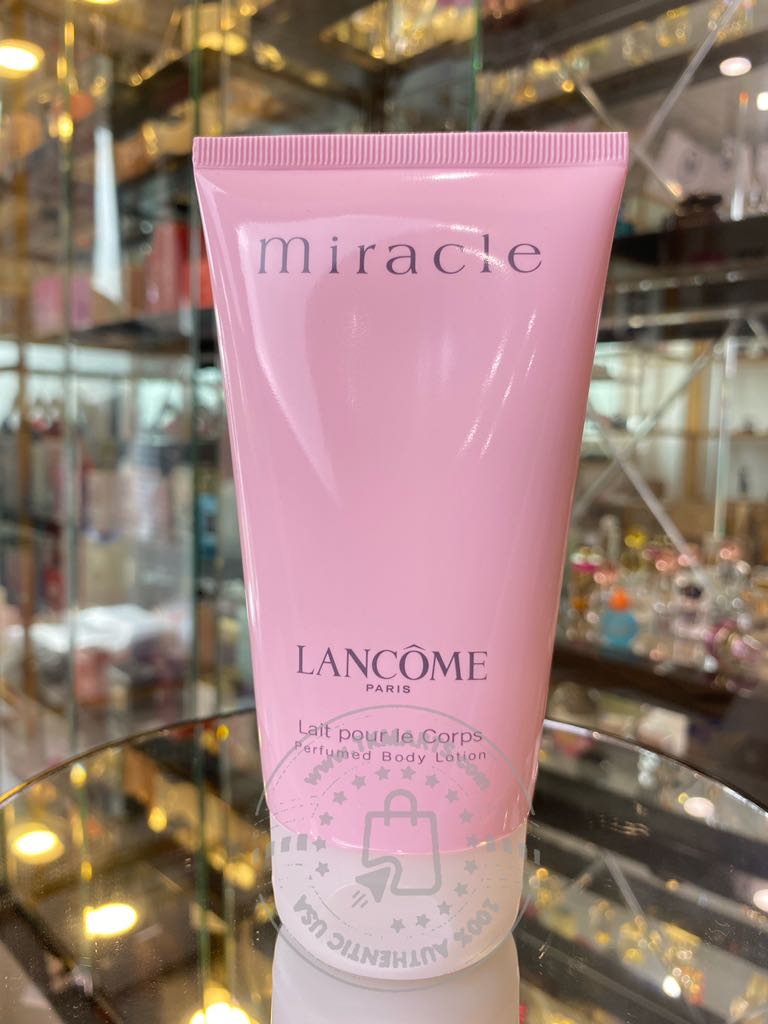 miracle
LANCÔME
PARIS
Lait pour le Corps
Perfumed Body Lotion
100% AUTHENTIC USA